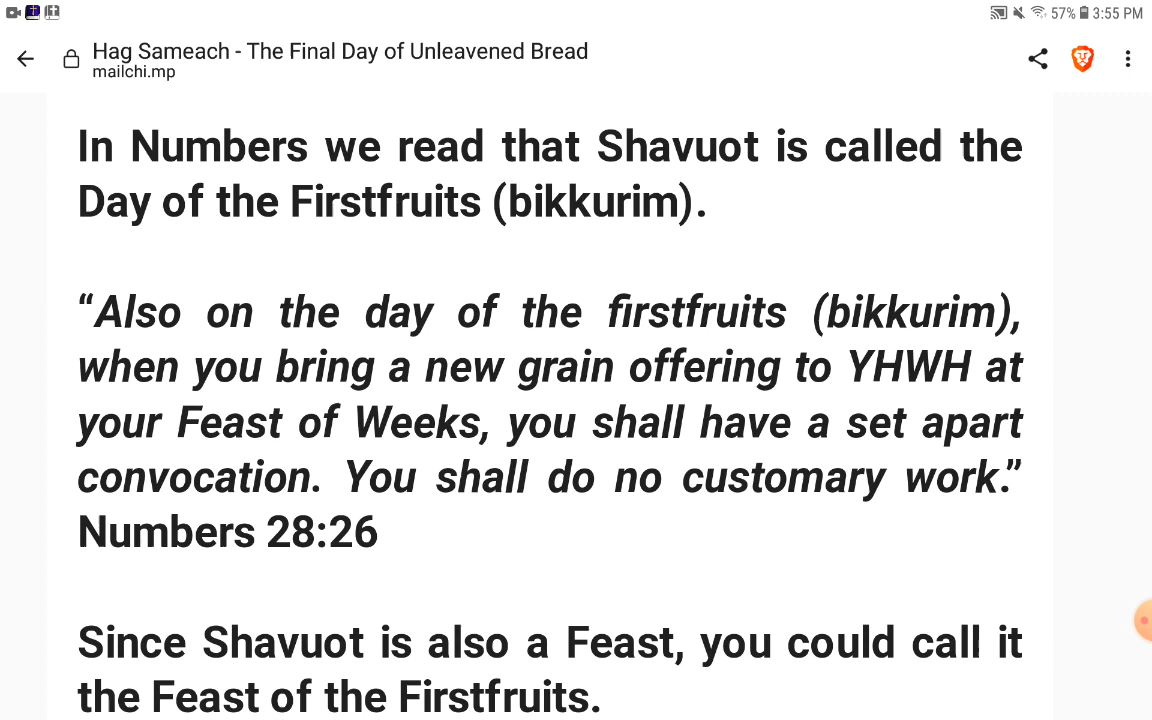 57% 3:55 PM
Hag Sameach - The Final Day of Unleavened Bread
mailchi.mp
In Numbers we read that Shavuot is called the
Day of the Firstfruits (bikkurim).
“Also on the day of the firstfruits (bikkurim),
when you bring a new grain offering to YHWH at
your Feast of Weeks, you shall have a set apart
convocation. You shall do no customary work.”
Numbers 28:26
Since Shavuot is also a Feast, you could call it
the Feast of the Firstfruits.